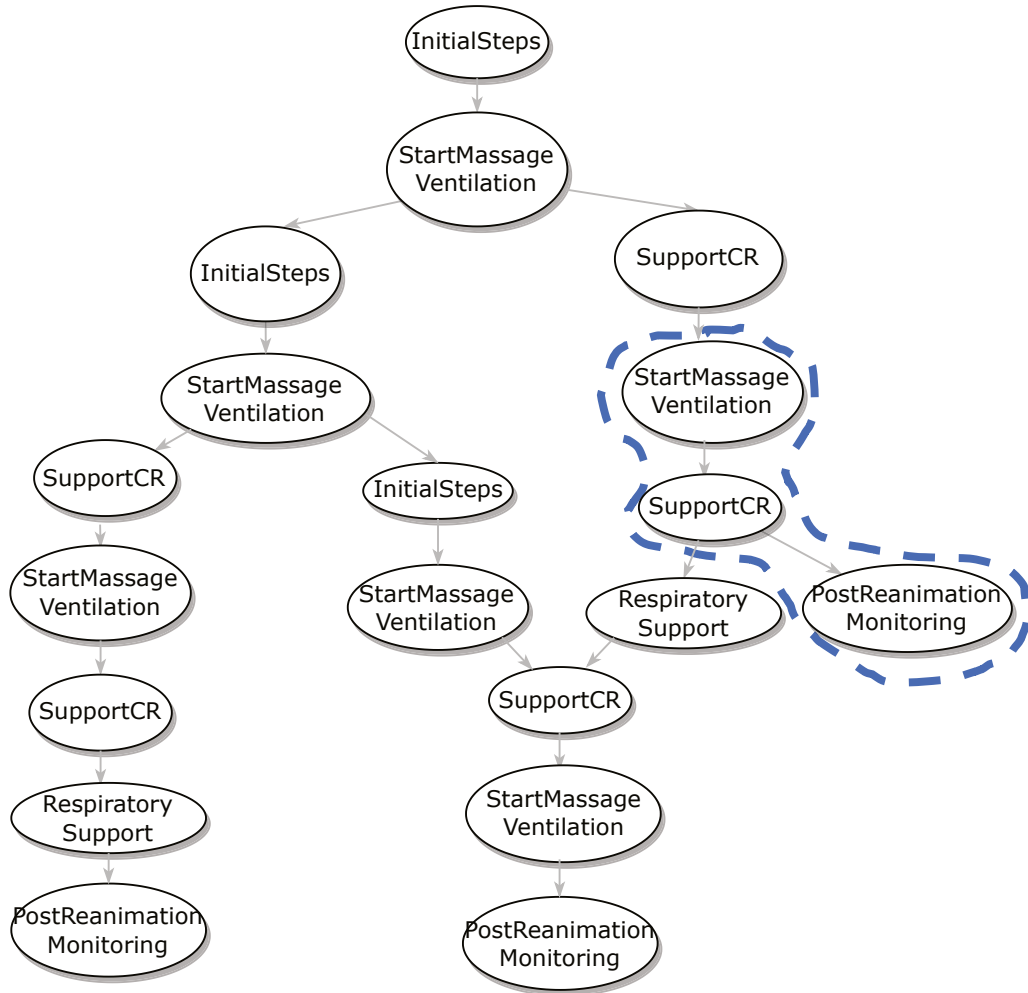 InitialSteps
StartMassage
Ventilation
InitialSteps
SupportCR
StartMassage
Ventilation
StartMassage
Ventilation
SupportCR
InitialSteps
SupportCR
StartMassage
Ventilation
StartMassage
Ventilation
Respiratory
Support
PostReanimation
Monitoring
SupportCR
SupportCR
Respiratory
Support
StartMassage
Ventilation
PostReanimation
Monitoring
PostReanimation
Monitoring